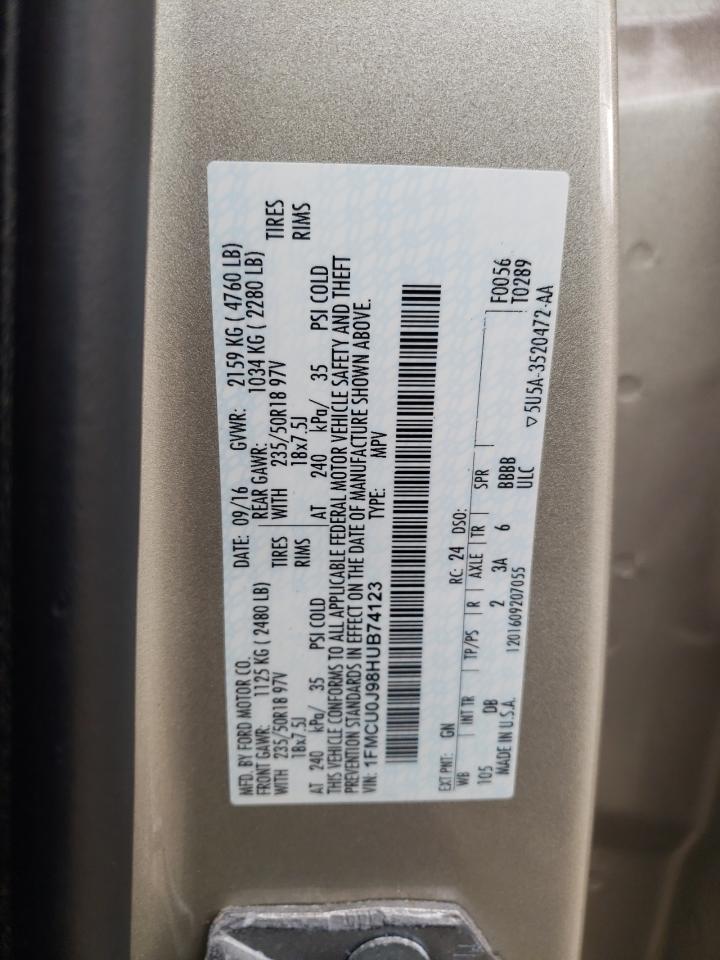 MFD. BY FORD MOTOR CO. DATE: 09/16 GVWR: 2159 KG ( 4760 LB)
FRONT GAWR: 1125 KG ( 2480 LB) REAR GAWR: 1034 KG ( 2280 LB)
WITH 235/50R18 97V TIRES WITH 235/50R18 97V TIRES
18x7.5J RIMS 18x7.5J RIMS
AT 240 kPa/ 35 PSI COLD AT 240 kPa/ 35 PSI COLD
THIS VEHICLE CONFORMS TO ALL APPLICABLE FEDERAL MOTOR VEHICLE SAFETY AND THEFT
PREVENTION STANDARDS IN EFFECT ON THE DATE OF MANUFACTURE SHOWN ABOVE.
VIN: 1FMCU0J98HUB74123 TYPE: MPV
EXT PNT: GN RC: 24 DSO: F0056
WB INT TR TP/PS R AXLE TR SPR T0289
105 DB 2 3A 6 BBBB
MADE IN U.S.A. 1201609207055 ULC ▽5U5A-3520472-AA